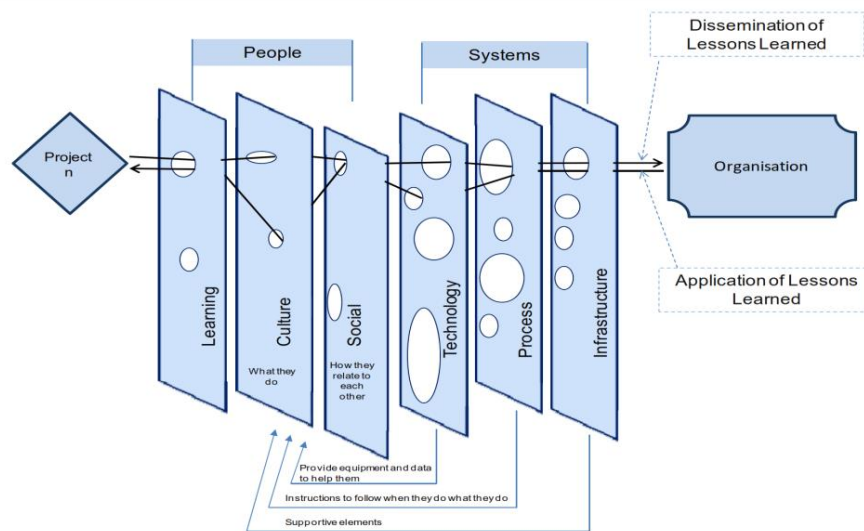 People
Systems
Dissemination of
Lessons Learned
Project
n
Organisation
Application of Lessons
Learned
Learning
Culture
Social
Technology
Process
Infrastructure
What they
do
How they
relate to
each
other
Provide equipment and data
to help them
Instructions to follow when they do what they do
Supportive elements